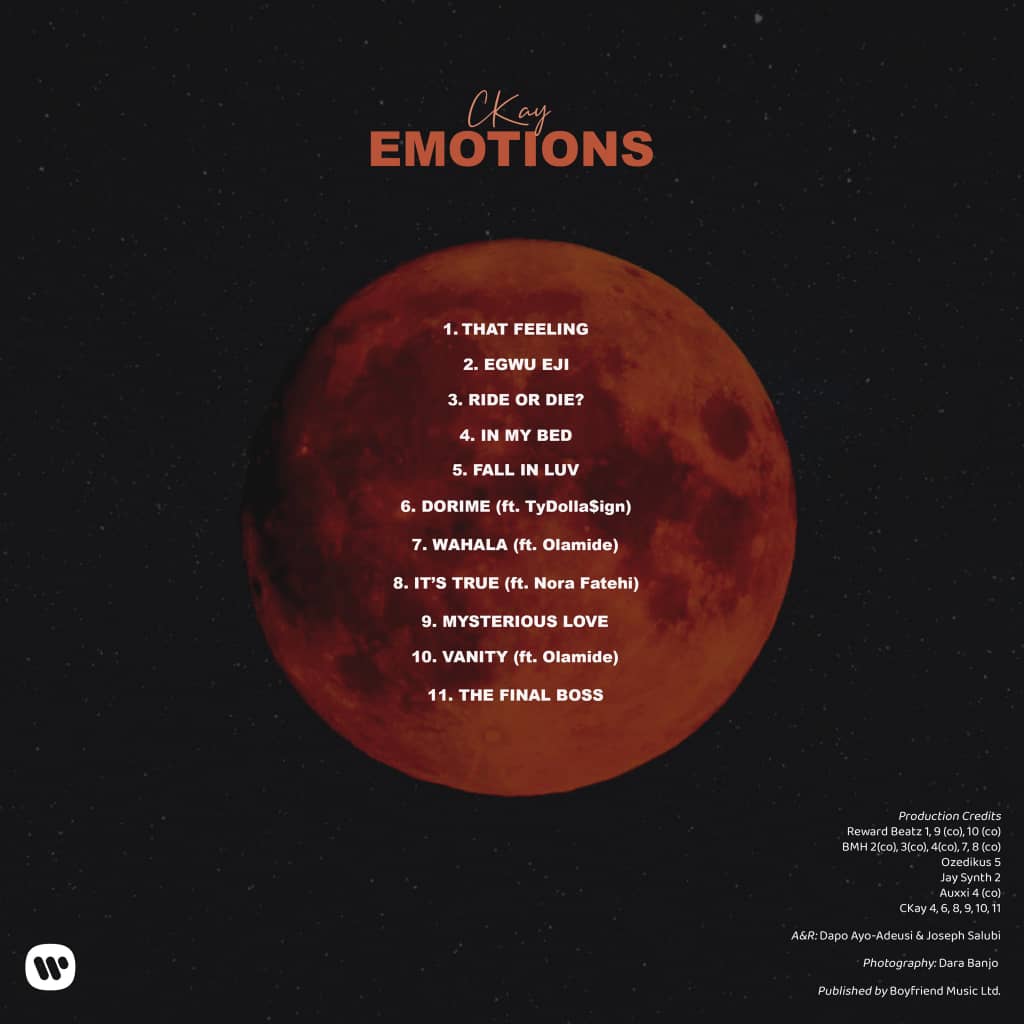 CKay
EMOTIONS
1. THAT FEELING
2. EGWU EJI
3. RIDE OR DIE?
4. IN MY BED
5. FALL IN LUV
6. DORIME (ft. TyDolla$ign)
7. WAHALA (ft. Olamide)
8. IT’S TRUE (ft. Nora Fatehi)
9. MYSTERIOUS LOVE
10. VANITY (ft. Olamide)
11. THE FINAL BOSS
Production Credits
Reward Beatz 1, 9 (co), 10 (co)
BMH 2(co), 3(co), 4(co), 7, 8 (co)
Ozedikus 5
Jay Synth 2
Auxxi 4 (co)
CKay 4, 6, 8, 9, 10, 11
A&R: Dapo Ayo-Adeusi & Joseph Salubi
Photography: Dara Banjo
Published by Boyfriend Music Ltd.